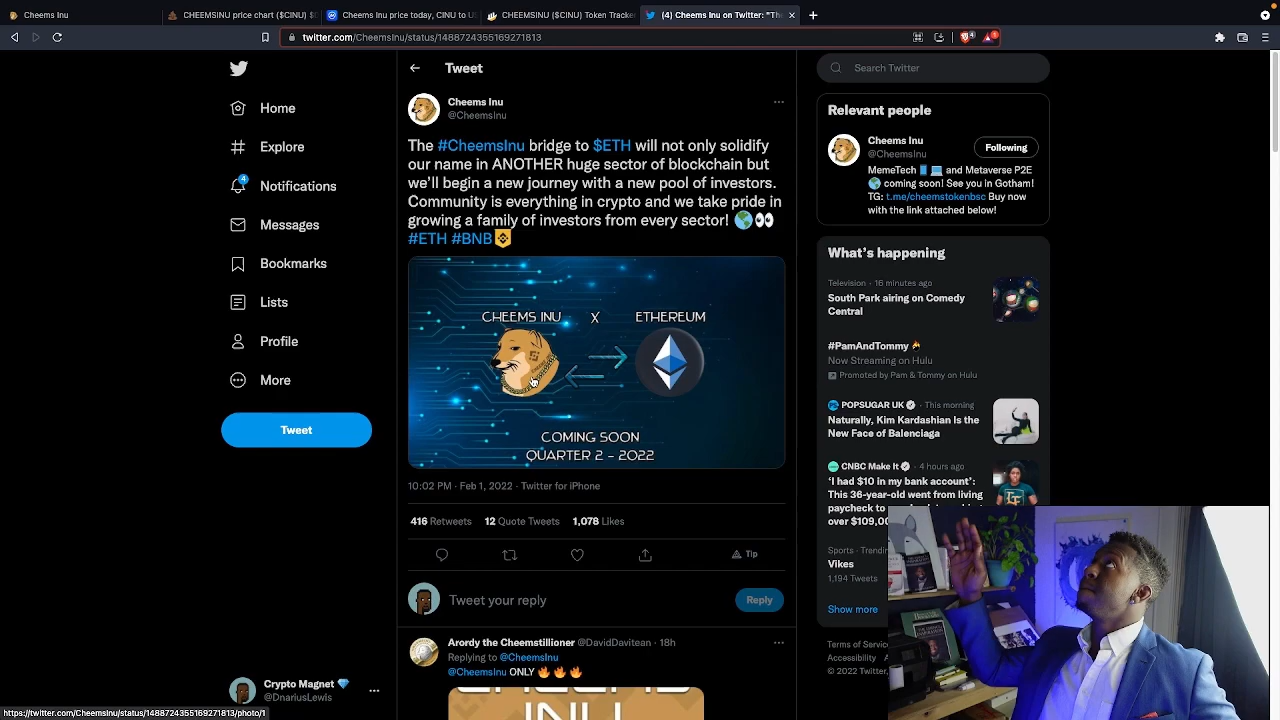 Cheems Inu
CHEEMSINU price chart ($CINU) $
Cheems Inu price today, CINU to U
CHEEMSINU ($CINU) Token Tracke
(4) Cheems Inu on Twitter: "Th
twitter.com/CheemsInu/status/1488724355169271813
Tweet
Search Twitter
Home
Explore
4
Notifications
Messages
Bookmarks
Lists
Profile
More
Tweet
Crypto Magnet 💎
@DnariusLewis
https://twitter.com/CheemsInu/status/1488724355169271813/photo/1
Cheems Inu
@CheemsInu
The #CheemsInu bridge to $ETH will not only solidify
our name in ANOTHER huge sector of blockchain but
we'll begin a new journey with a new pool of investors.
Community is everything in crypto and we take pride in
growing a family of investors from every sector! 🌎👀
#ETH #BNB
CHEEMS INU X ETHEREUM
COMING SOON
QUARTER 2 - 2022
10:02 PM · Feb 1, 2022 · Twitter for iPhone
416 Retweets 12 Quote Tweets 1,078 Likes
Tip
Tweet your reply
Reply
Arordy the Cheemstillioner @DavidDavitean · 18h
Replying to @CheemsInu
@CheemsInu ONLY 🔥🔥🔥
INU
Relevant people
Cheems Inu
@CheemsInu
Following
MemeTech 📱💻 and Metaverse P2E
🌎 coming soon! See you in Gotham!
TG: t.me/cheemstokenbsc Buy now
with the link attached below!
What's happening
Television · 16 minutes ago
South Park airing on Comedy
Central
#PamAndTommy
Now Streaming on Hulu
Promoted by Pam & Tommy on Hulu
POPSUGAR UK · This morning
Naturally, Kim Kardashian Is the
New Face of Balenciaga
CNBC Make It · 4 hours ago
'I had $10 in my bank account':
This 36-year-old went from living
paycheck to
over $109,0
Sports · Trendin
Vikes
1,194 Tweets
Show more
Terms of Servic
Accessibility
© 2022 Twitter,